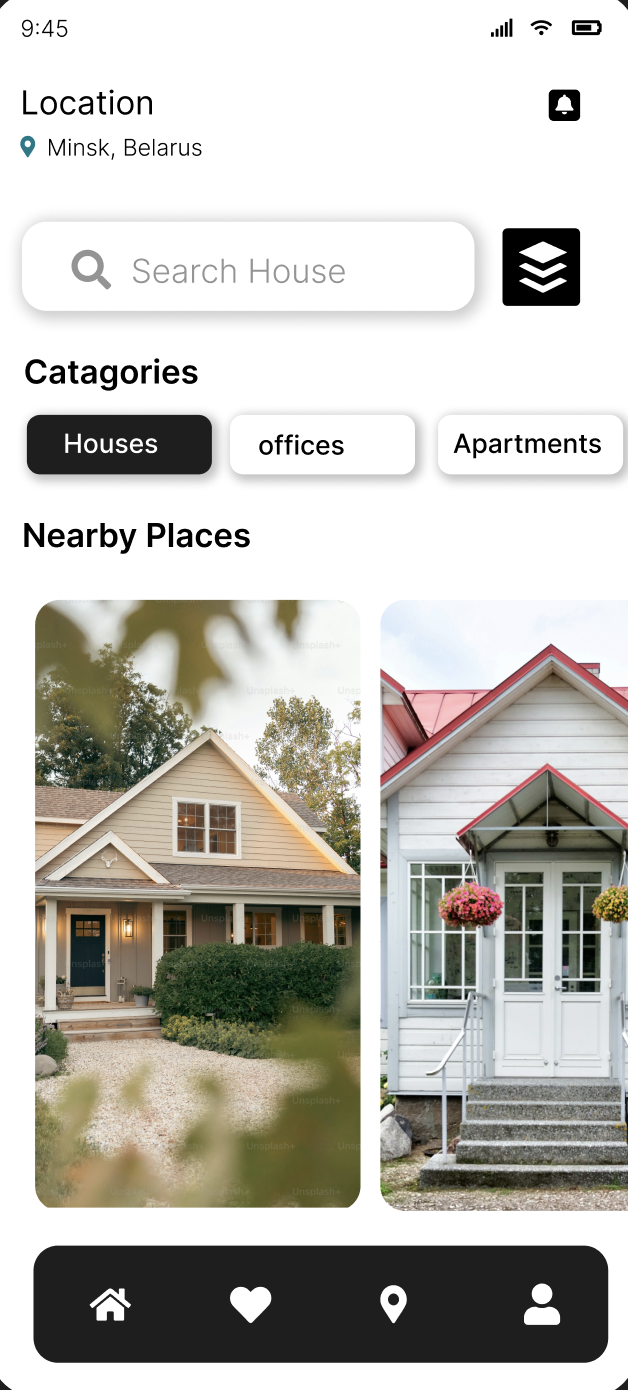 9:45
Location
Minsk, Belarus
Search House
Catagories
Houses
offices
Apartments
Nearby Places
Unsplash+
Unsplash+
Unsplash+
Unsplash+
Unsplash+
Unsplash+